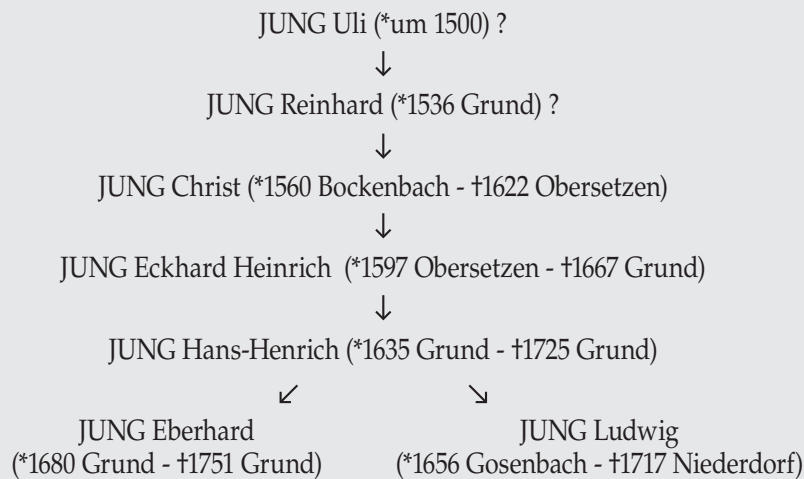 JUNG Uli (*um 1500) ?
↓
JUNG Reinhard (*1536 Grund) ?
↓
JUNG Christ (*1560 Bockenbach - †1622 Obersetzen)
↓
JUNG Eckhard Heinrich (*1597 Obersetzen - †1667 Grund)
↓
JUNG Hans-Henrich (*1635 Grund - †1725 Grund)
↙ ↘
JUNG Eberhard
(*1680 Grund - †1751 Grund)
JUNG Ludwig
(*1656 Gosenbach - †1717 Niederdorf)